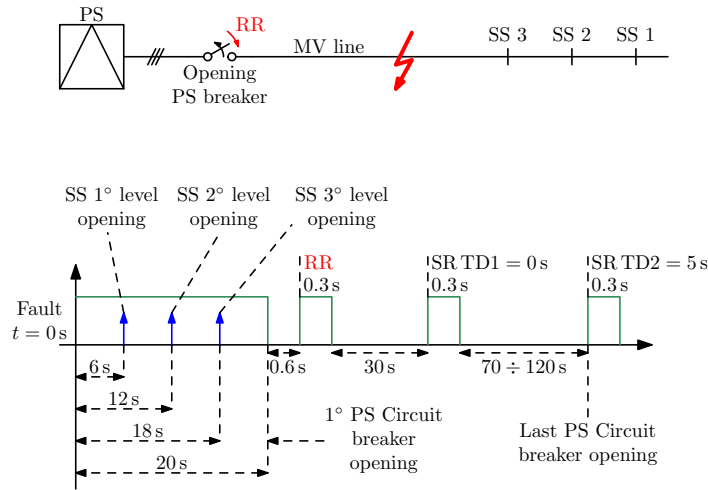 PS
RR
MV line
SS 3
SS 2
SS 1
Opening
PS breaker
SS 1° level
opening
SS 2° level
opening
SS 3° level
opening
RR
0.3 s
SR TD1 = 0 s
0.3 s
SR TD2 = 5 s
0.3 s
Fault
t = 0 s
6 s
0.6 s
30 s
70 ÷ 120 s
12 s
18 s
20 s
1° PS Circuit
breaker
opening
Last PS Circuit
breaker opening